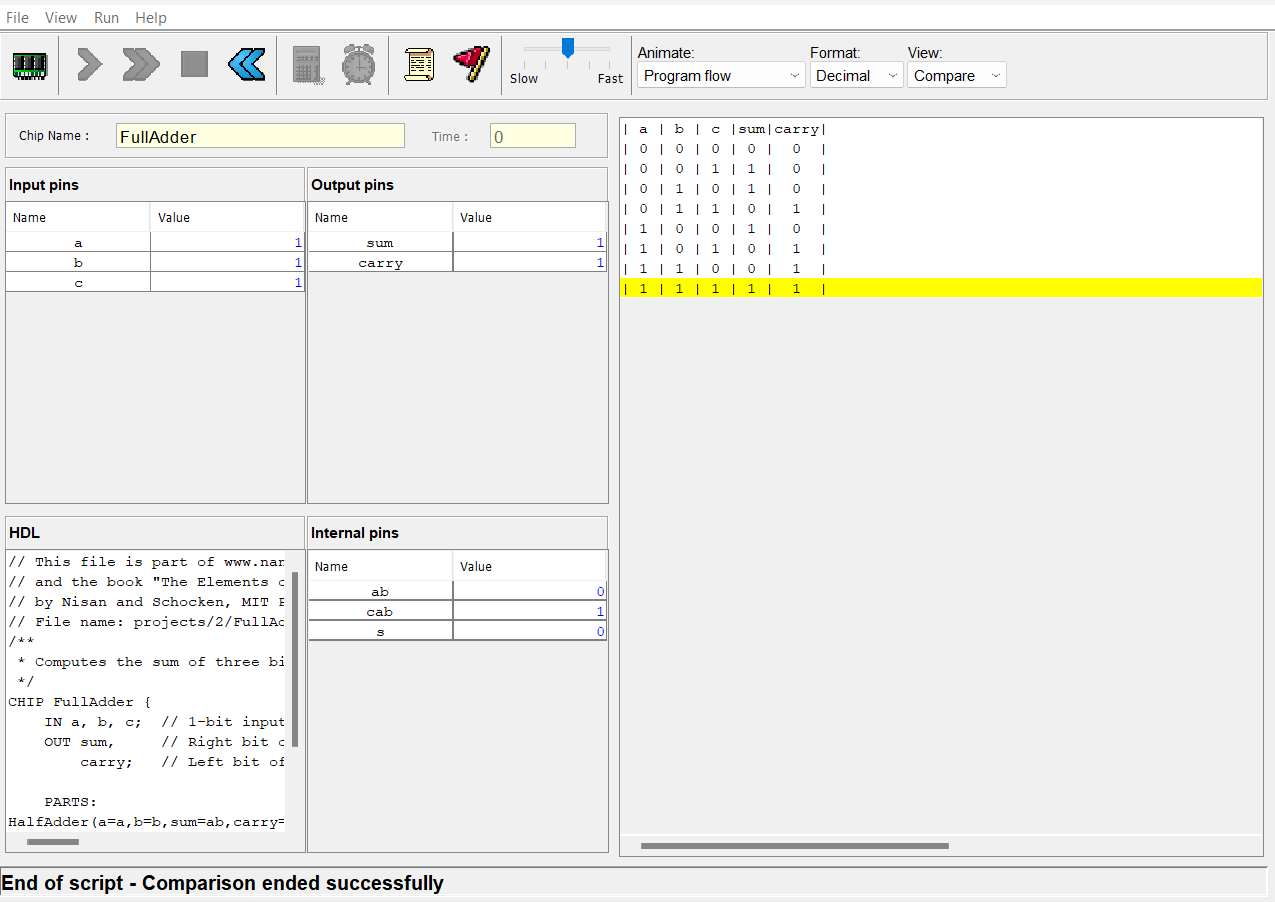 File View Run Help
Slow Fast
Animate: Format: View:
Program flow Decimal Compare
Chip Name : FullAdder Time : 0
Input pins
Name Value
a 1
b 1
c 1
Output pins
Name Value
sum 1
carry 1
HDL
// This file is part of www.nan
// and the book "The Elements o
// by Nisan and Schocken, MIT P
// File name: projects/2/FullAd
/**
* Computes the sum of three bi
*/
CHIP FullAdder {
IN a, b, c; // 1-bit input
OUT sum, // Right bit o
carry; // Left bit of
PARTS:
HalfAdder(a=a,b=b,sum=ab,carry=
Internal pins
Name Value
ab 0
cab 1
s 0
| a | b | c |sum|carry|
| 0 | 0 | 0 | 0 | 0 |
| 0 | 0 | 1 | 1 | 0 |
| 0 | 1 | 0 | 1 | 0 |
| 0 | 1 | 1 | 0 | 1 |
| 1 | 0 | 0 | 1 | 0 |
| 1 | 0 | 1 | 0 | 1 |
| 1 | 1 | 0 | 0 | 1 |
| 1 | 1 | 1 | 1 | 1 |
End of script - Comparison ended successfully